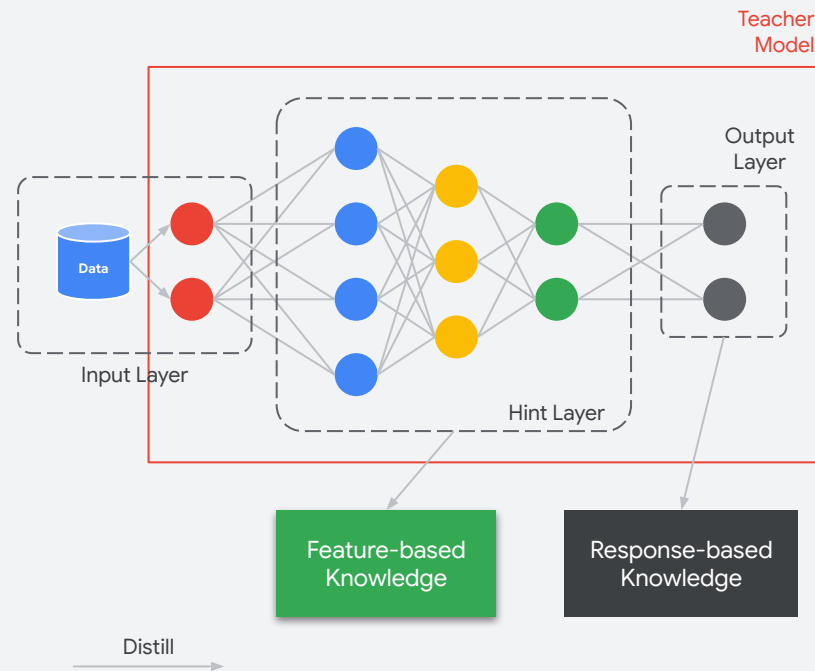 Teacher
Model
Output
Layer
Data
Input Layer
Hint Layer
Feature-based
Knowledge
Response-based
Knowledge
Distill